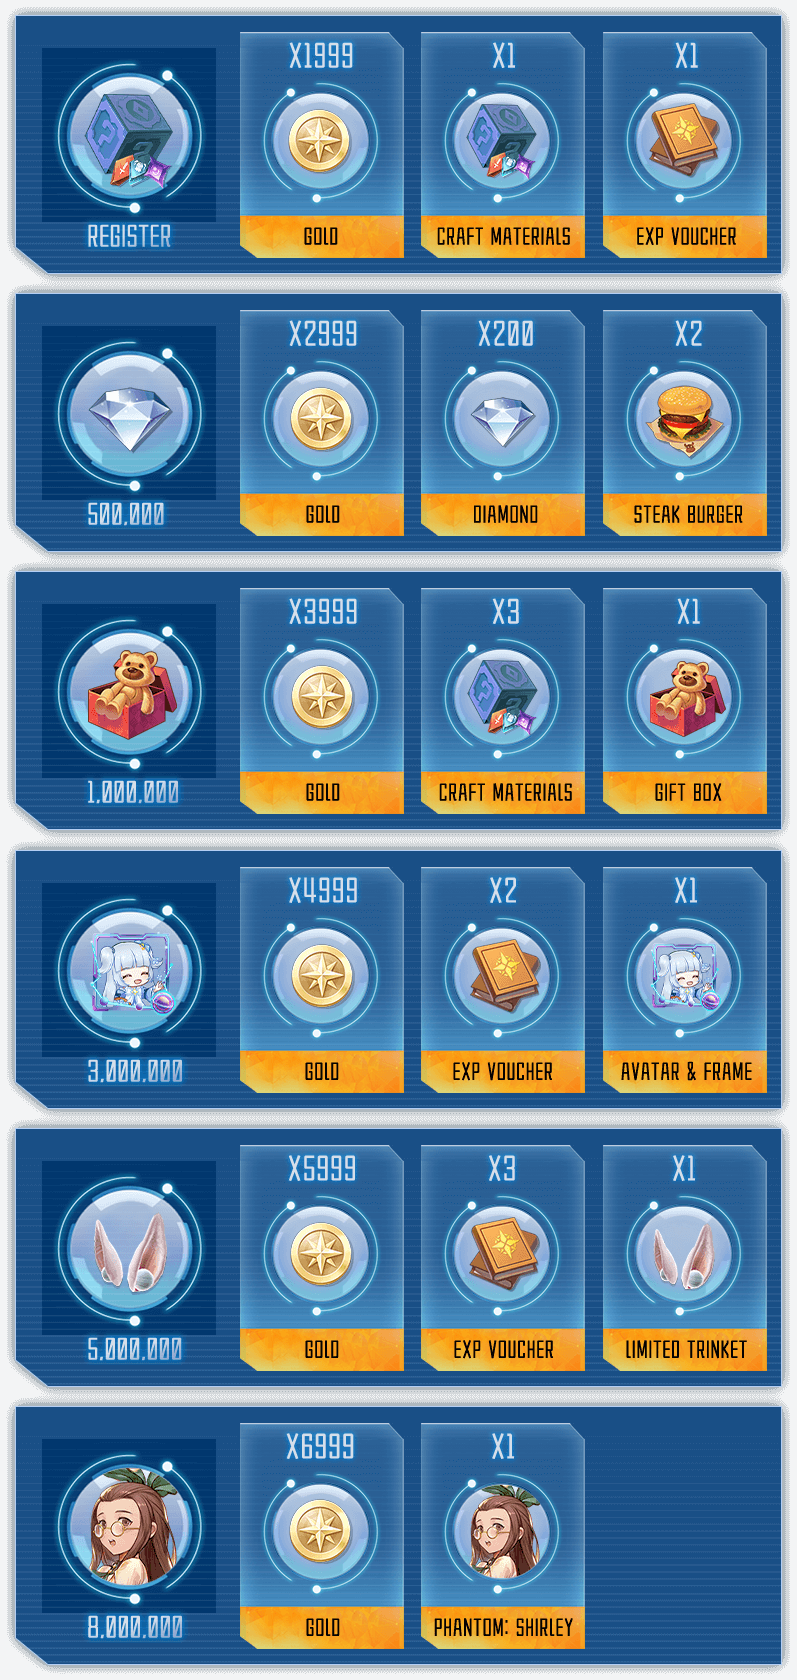 X1999
X1
X1
REGISTER
GOLD
CRAFT MATERIALS
EXP VOUCHER
X2999
X200
X2
500,000
GOLD
DIAMOND
STEAK BURGER
X3999
X3
X1
1,000,000
GOLD
CRAFT MATERIALS
GIFT BOX
X4999
X2
X1
3,000,000
GOLD
EXP VOUCHER
AVATAR & FRAME
X5999
X3
X1
5,000,000
GOLD
EXP VOUCHER
LIMITED TRINKET
X6999
X1
8,000,000
GOLD
PHANTOM: SHIRLEY